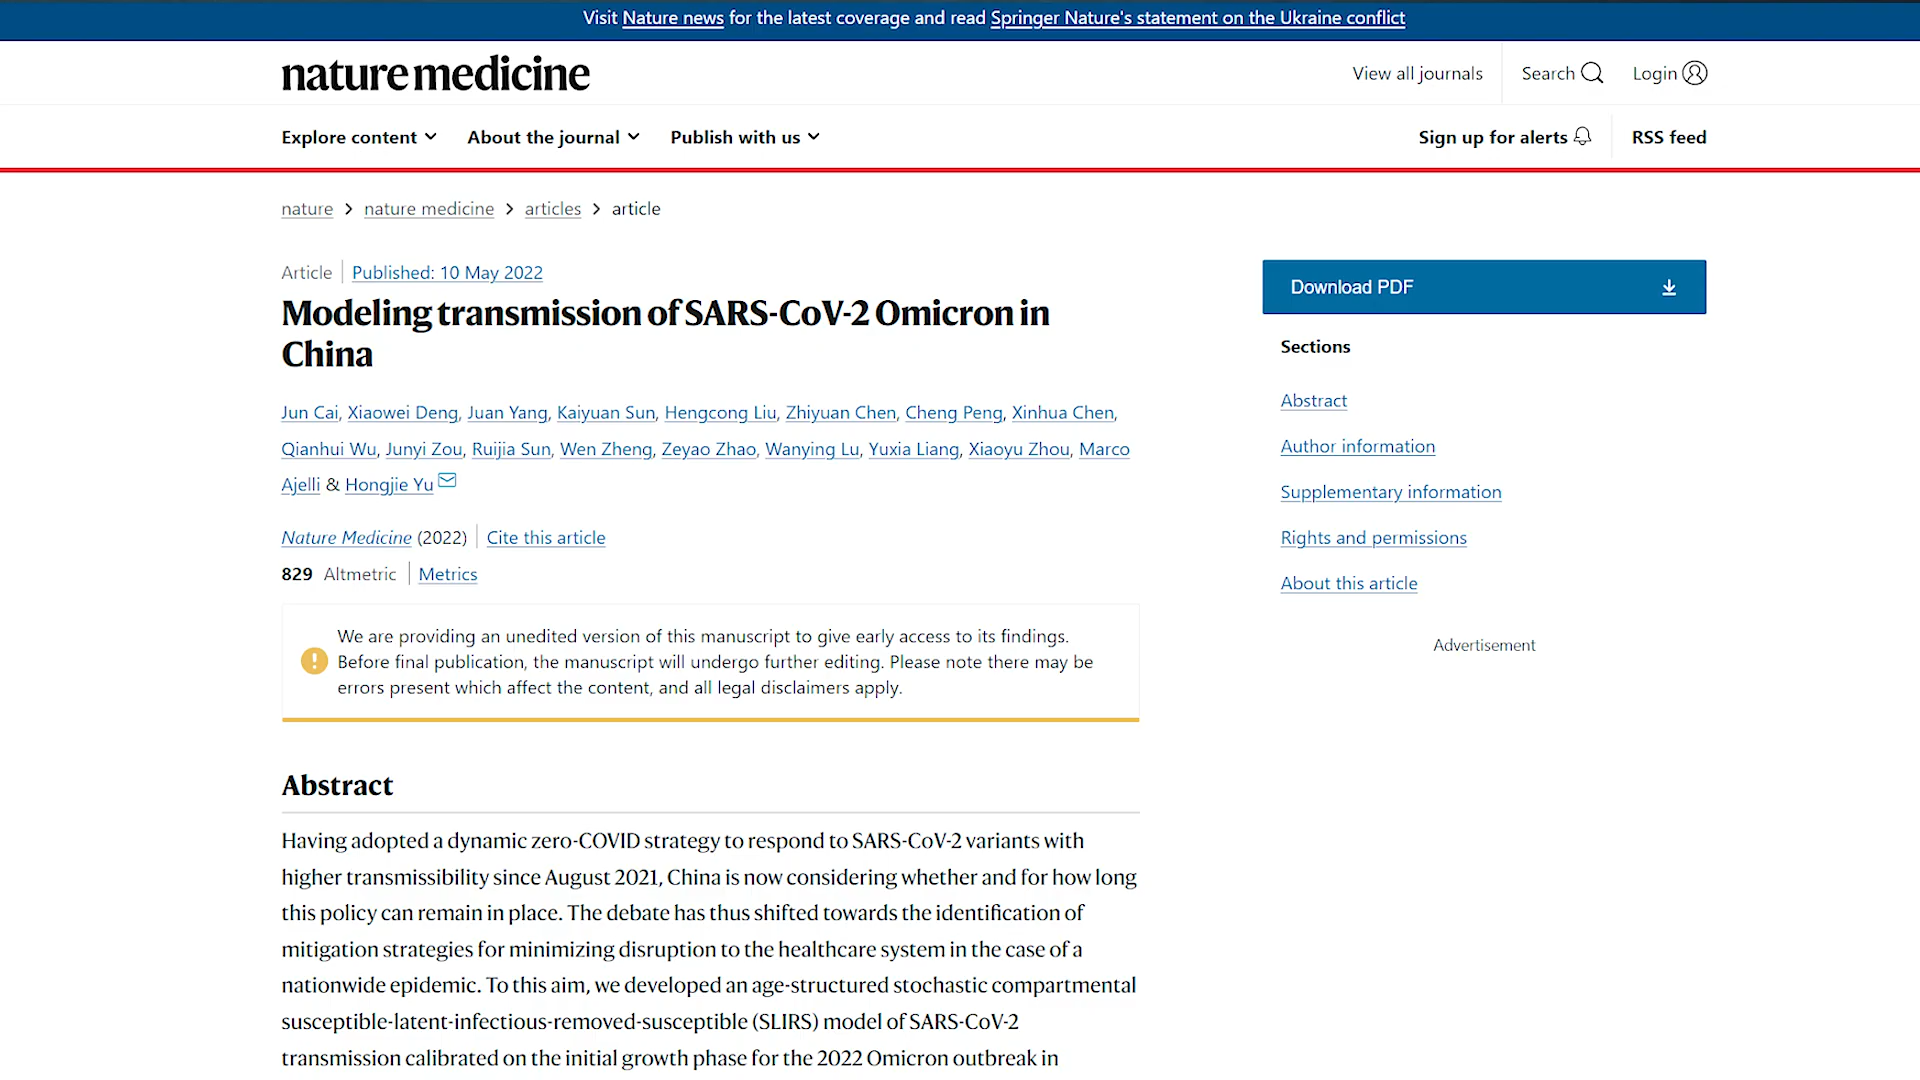 Visit Nature news for the latest coverage and read Springer Nature's statement on the Ukraine conflict
nature medicine
View all journals
Search
Login
Explore content
About the journal
Publish with us
Sign up for alerts
RSS feed
nature > nature medicine > articles > article
Article | Published: 10 May 2022
Modeling transmission of SARS-CoV-2 Omicron in
China
Jun Cai, Xiaowei Deng, Juan Yang, Kaiyuan Sun, Hengcong Liu, Zhiyuan Chen, Cheng Peng, Xinhua Chen,
Qianhui Wu, Junyi Zou, Ruijia Sun, Wen Zheng, Zeyao Zhao, Wanying Lu, Yuxia Liang, Xiaoyu Zhou, Marco
Ajelli & Hongjie Yu
Nature Medicine (2022) | Cite this article
829 Altmetric | Metrics
We are providing an unedited version of this manuscript to give early access to its findings.
Before final publication, the manuscript will undergo further editing. Please note there may be
errors present which affect the content, and all legal disclaimers apply.
Abstract
Having adopted a dynamic zero-COVID strategy to respond to SARS-CoV-2 variants with
higher transmissibility since August 2021, China is now considering whether and for how long
this policy can remain in place. The debate has thus shifted towards the identification of
mitigation strategies for minimizing disruption to the healthcare system in the case of a
nationwide epidemic. To this aim, we developed an age-structured stochastic compartmental
susceptible-latent-infectious-removed-susceptible (SLIRS) model of SARS-CoV-2
transmission calibrated on the initial growth phase for the 2022 Omicron outbreak in
Download PDF
Sections
Abstract
Author information
Supplementary information
Rights and permissions
About this article
Advertisement